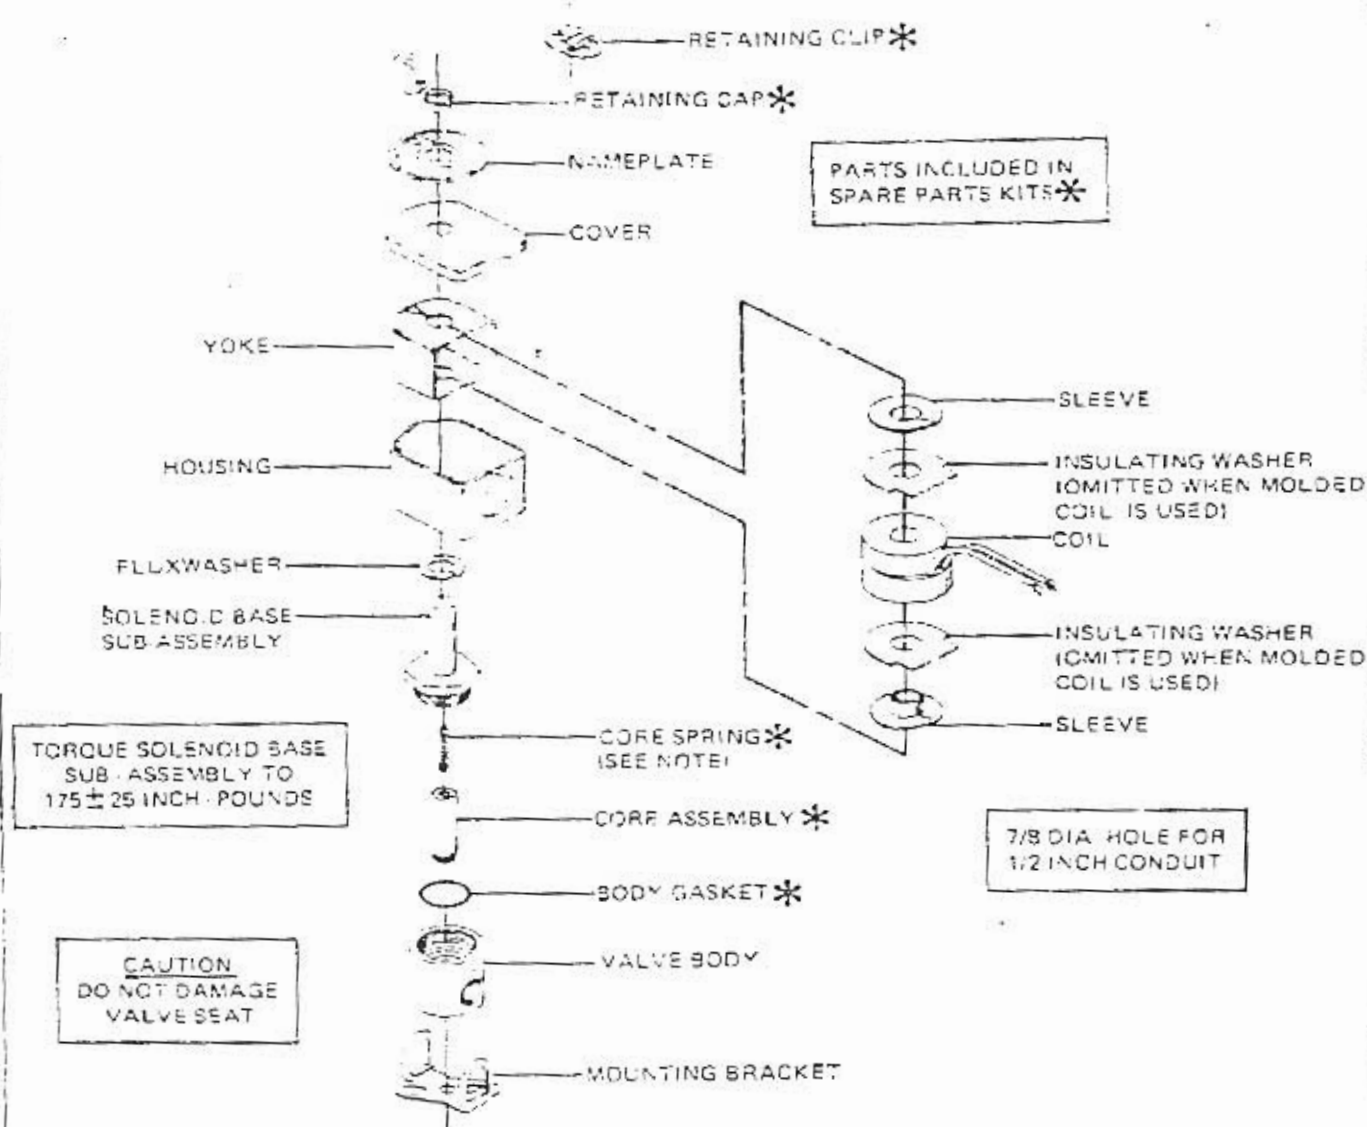 RETAINING CLIP*
RETAINING CAP*
NAMEPLATE
PARTS INCLUDED IN
SPARE PARTS KITS*
COVER
YOKE
SLEEVE
HOUSING
INSULATING WASHER
(OMITTED WHEN MOLDED
COIL IS USED)
COIL
FLUXWASHER
SOLENOID BASE
SUB-ASSEMBLY
INSULATING WASHER
(OMITTED WHEN MOLDED
COIL IS USED)
SLEEVE
TORQUE SOLENOID BASE
SUB-ASSEMBLY TO
175 ± 25 INCH-POUNDS
CORE SPRING*
(SEE NOTE)
CORE ASSEMBLY*
7/8 DIA. HOLE FOR
1/2 INCH CONDUIT
BODY GASKET*
CAUTION
DO NOT DAMAGE
VALVE SEAT
VALVE BODY
MOUNTING BRACKET